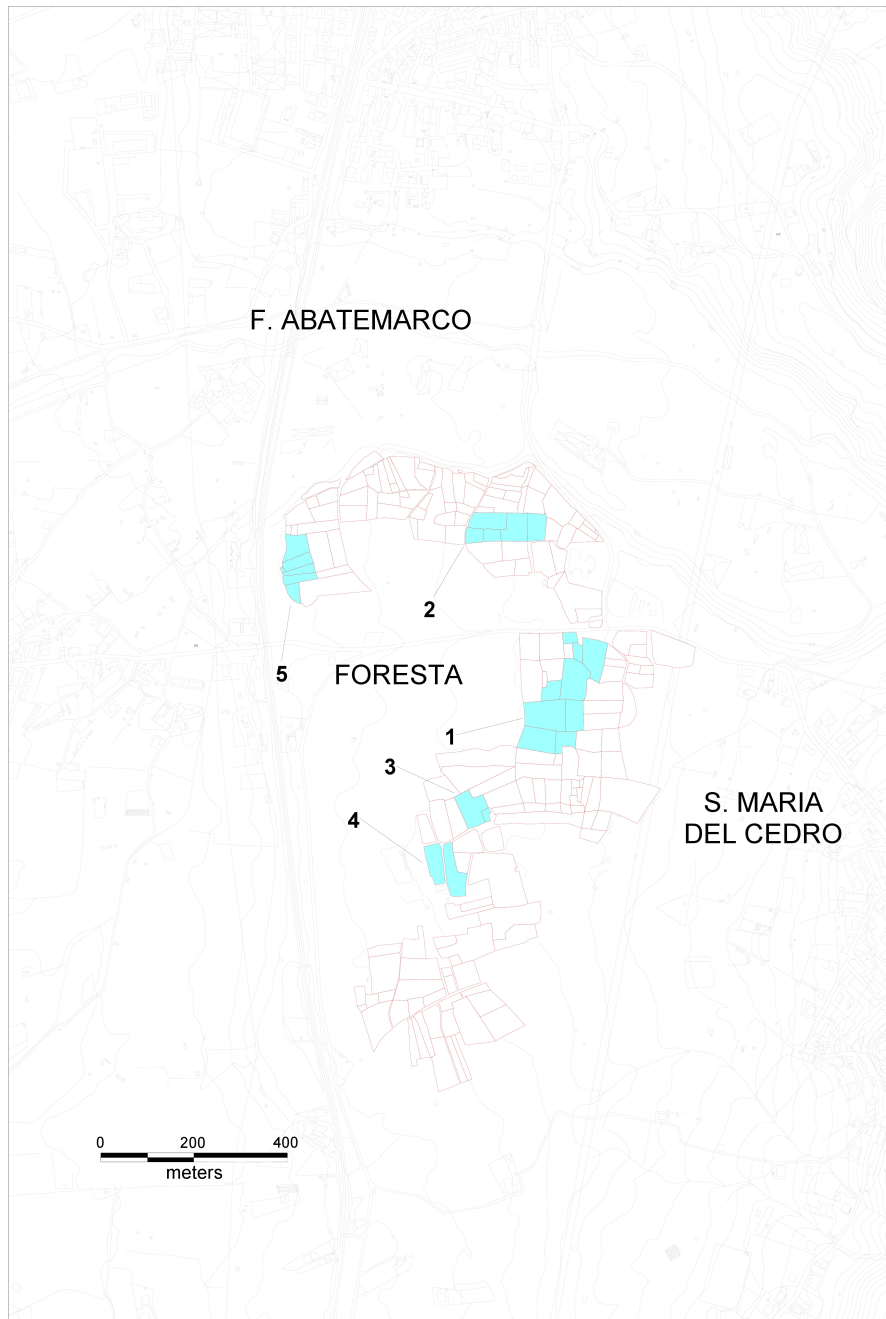 F. ABATEMARCO
2
5
FORESTA
1
3
S. MARIA
DEL CEDRO
4
0 200 400
meters